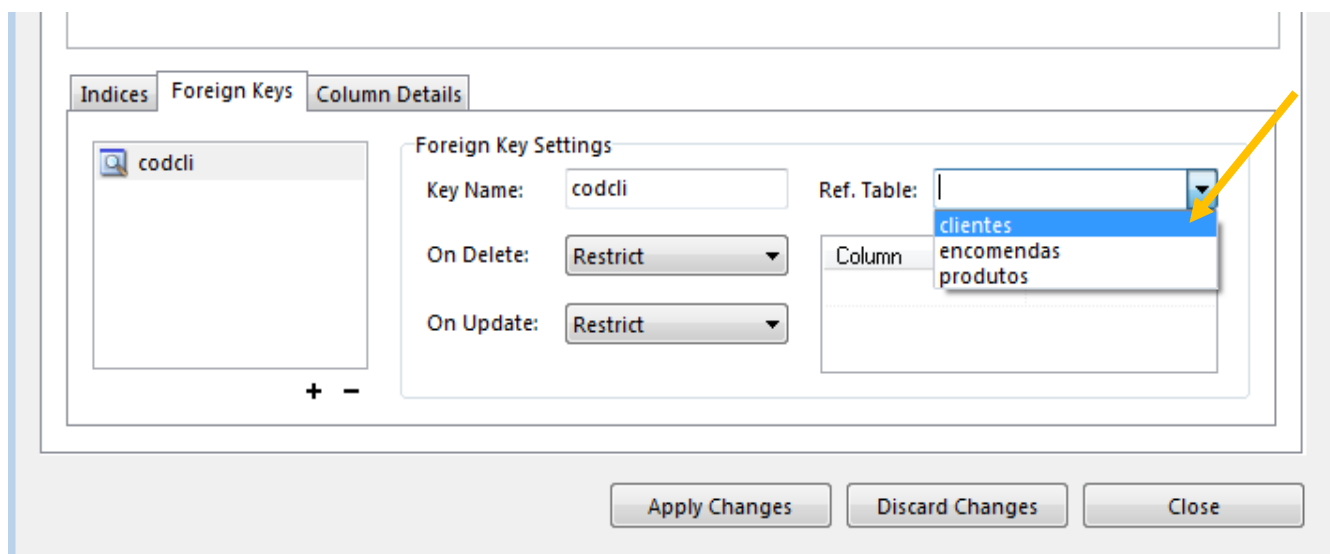 Indices Foreign Keys Column Details
codcli
Foreign Key Settings
Key Name: codcli Ref. Table:
clientes
encomendas
produtos
On Delete: Restrict Column
On Update: Restrict
+ −
Apply Changes Discard Changes Close